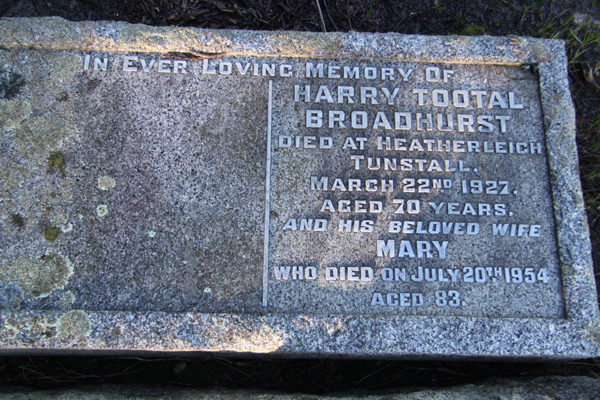 In Ever Loving Memory Of
HARRY TOOTAL
BROADHURST
DIED AT HEATHERLEIGH
TUNSTALL.
MARCH 22ND 1927.
AGED 70 YEARS.
AND HIS BELOVED WIFE
MARY
WHO DIED ON JULY 20TH 1954
AGED 83.